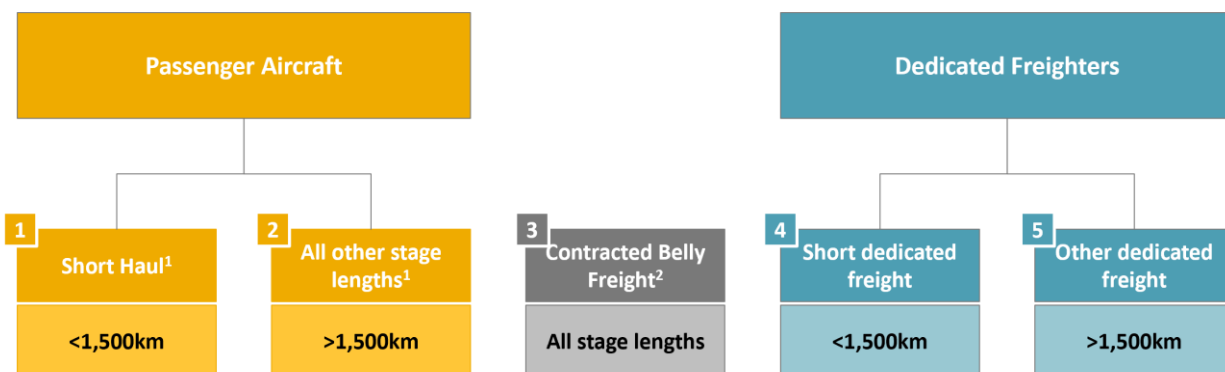 Passenger Aircraft
Dedicated Freighters
1
Short Haul¹
<1,500km
2
All other stage
lengths¹
>1,500km
3
Contracted Belly
Freight²
All stage lengths
4
Short dedicated
freight
<1,500km
5
Other dedicated
freight
>1,500km